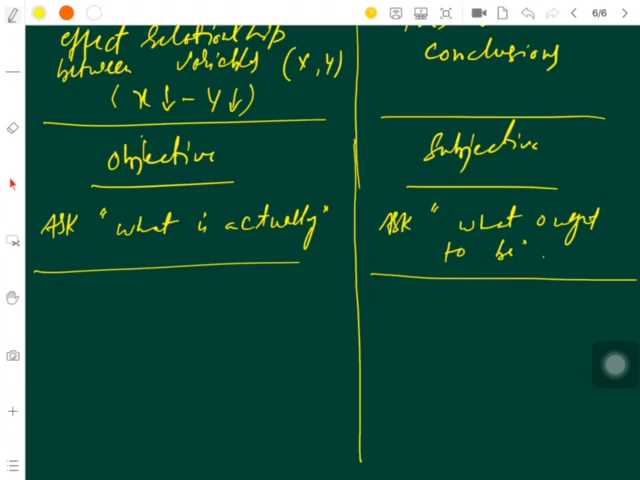 6/6
effect relationship
between variables (x, y)
(x ↓ - y ↓)
Objective
ASK "what is actually"
conclusions
Subjective
ASK "what ought
to be".